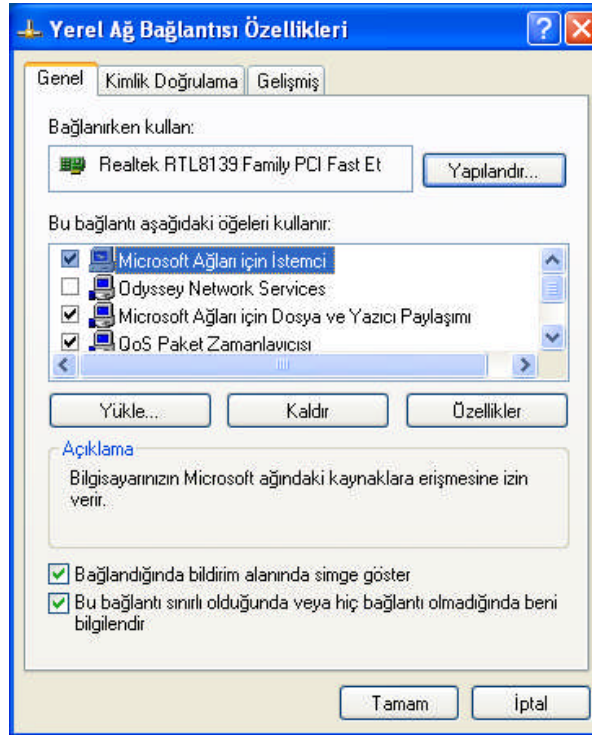 Yerel Ağ Bağlantısı Özellikleri
Genel Kimlik Doğrulama Gelişmiş
Bağlanırken kullan:
Realtek RTL8139 Family PCI Fast Et
Yapılandır...
Bu bağlantı aşağıdaki öğeleri kullanır:
Microsoft Ağları için İstemci
Odyssey Network Services
Microsoft Ağları için Dosya ve Yazıcı Paylaşımı
QoS Paket Zamanlayıcısı
Yükle... Kaldır Özellikler
Açıklama
Bilgisayarınızın Microsoft ağındaki kaynaklara erişmesine izin
verir.
Bağlandığında bildirim alanında simge göster
Bu bağlantı sınırlı olduğunda veya hiç bağlantı olmadığında beni
bilgilendir
Tamam İptal